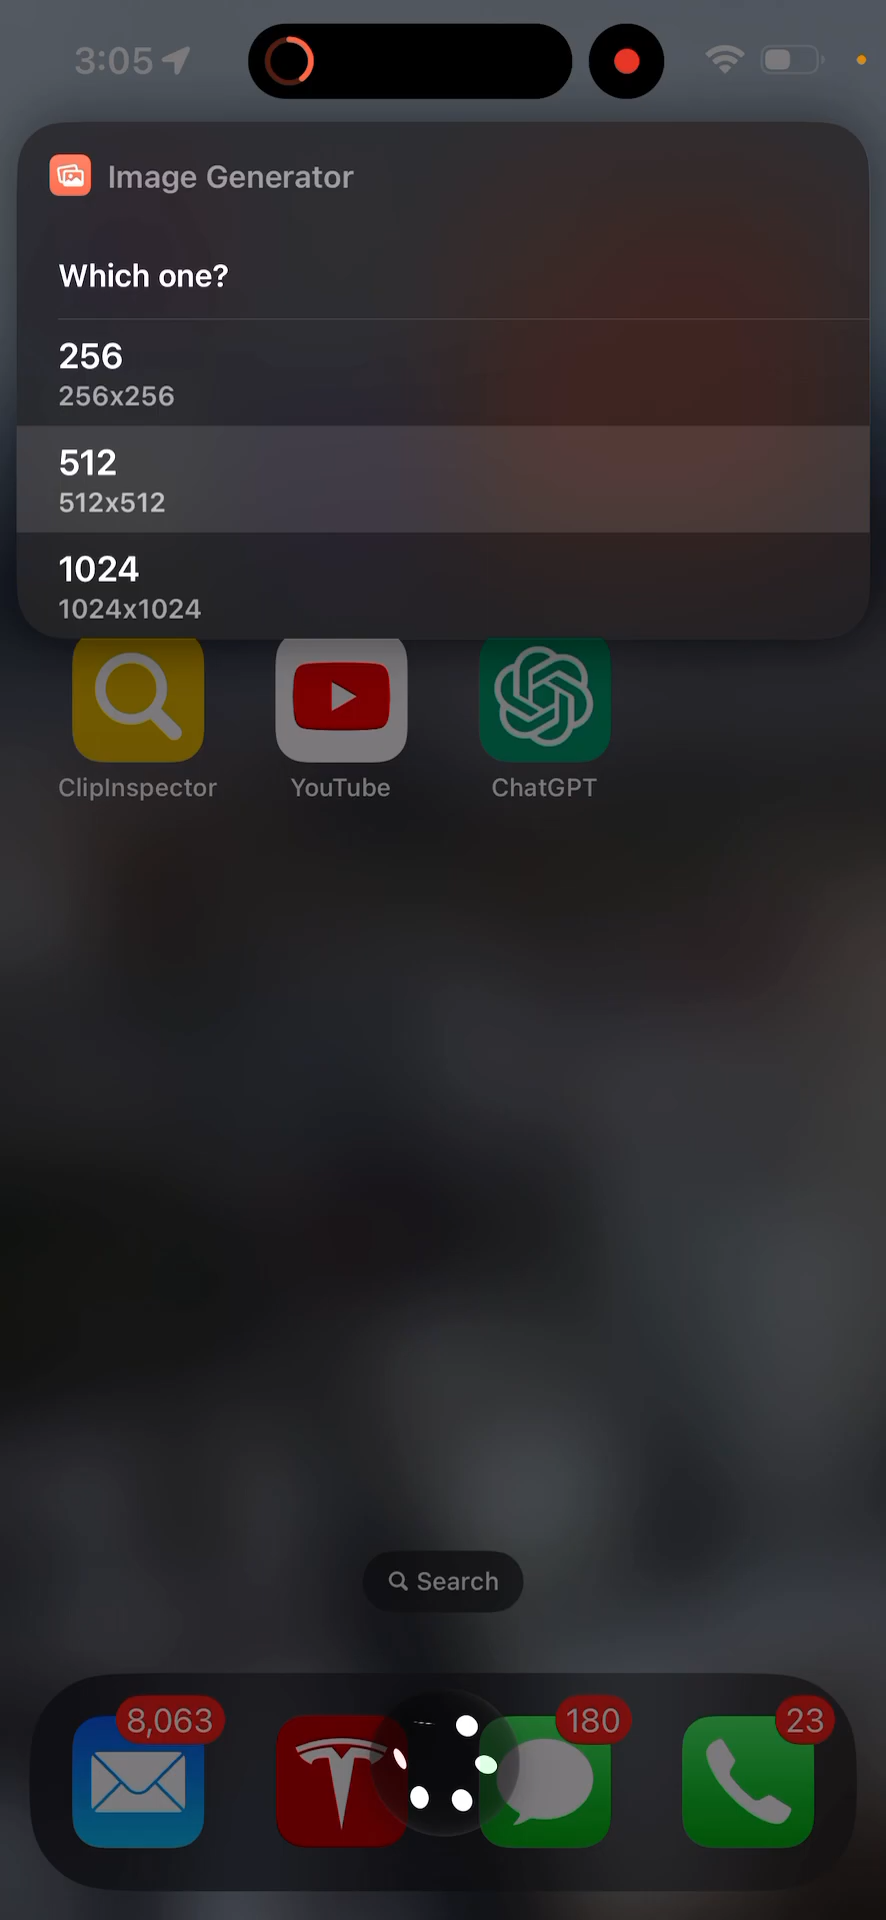 3:05
Image Generator
Which one?
256
256x256
512
512x512
1024
1024x1024
ClipInspector
YouTube
ChatGPT
Search
8,063
180
23